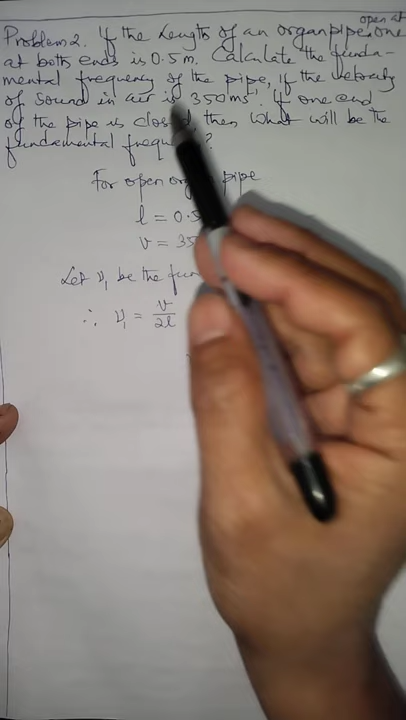 open at
Problem 2. If the Length of an organ pipe, one
at both ends is 0.5 m. Calculate the funda-
mental frequency of the pipe, if the velocity
of sound in air is 350 ms⁻¹. If one end
of the pipe is closed, then what will be the
fundamental freque ?
For open or pipe
l = 0.5
v = 35
Let ν₁ be the fun
∴ ν₁ = v/2l